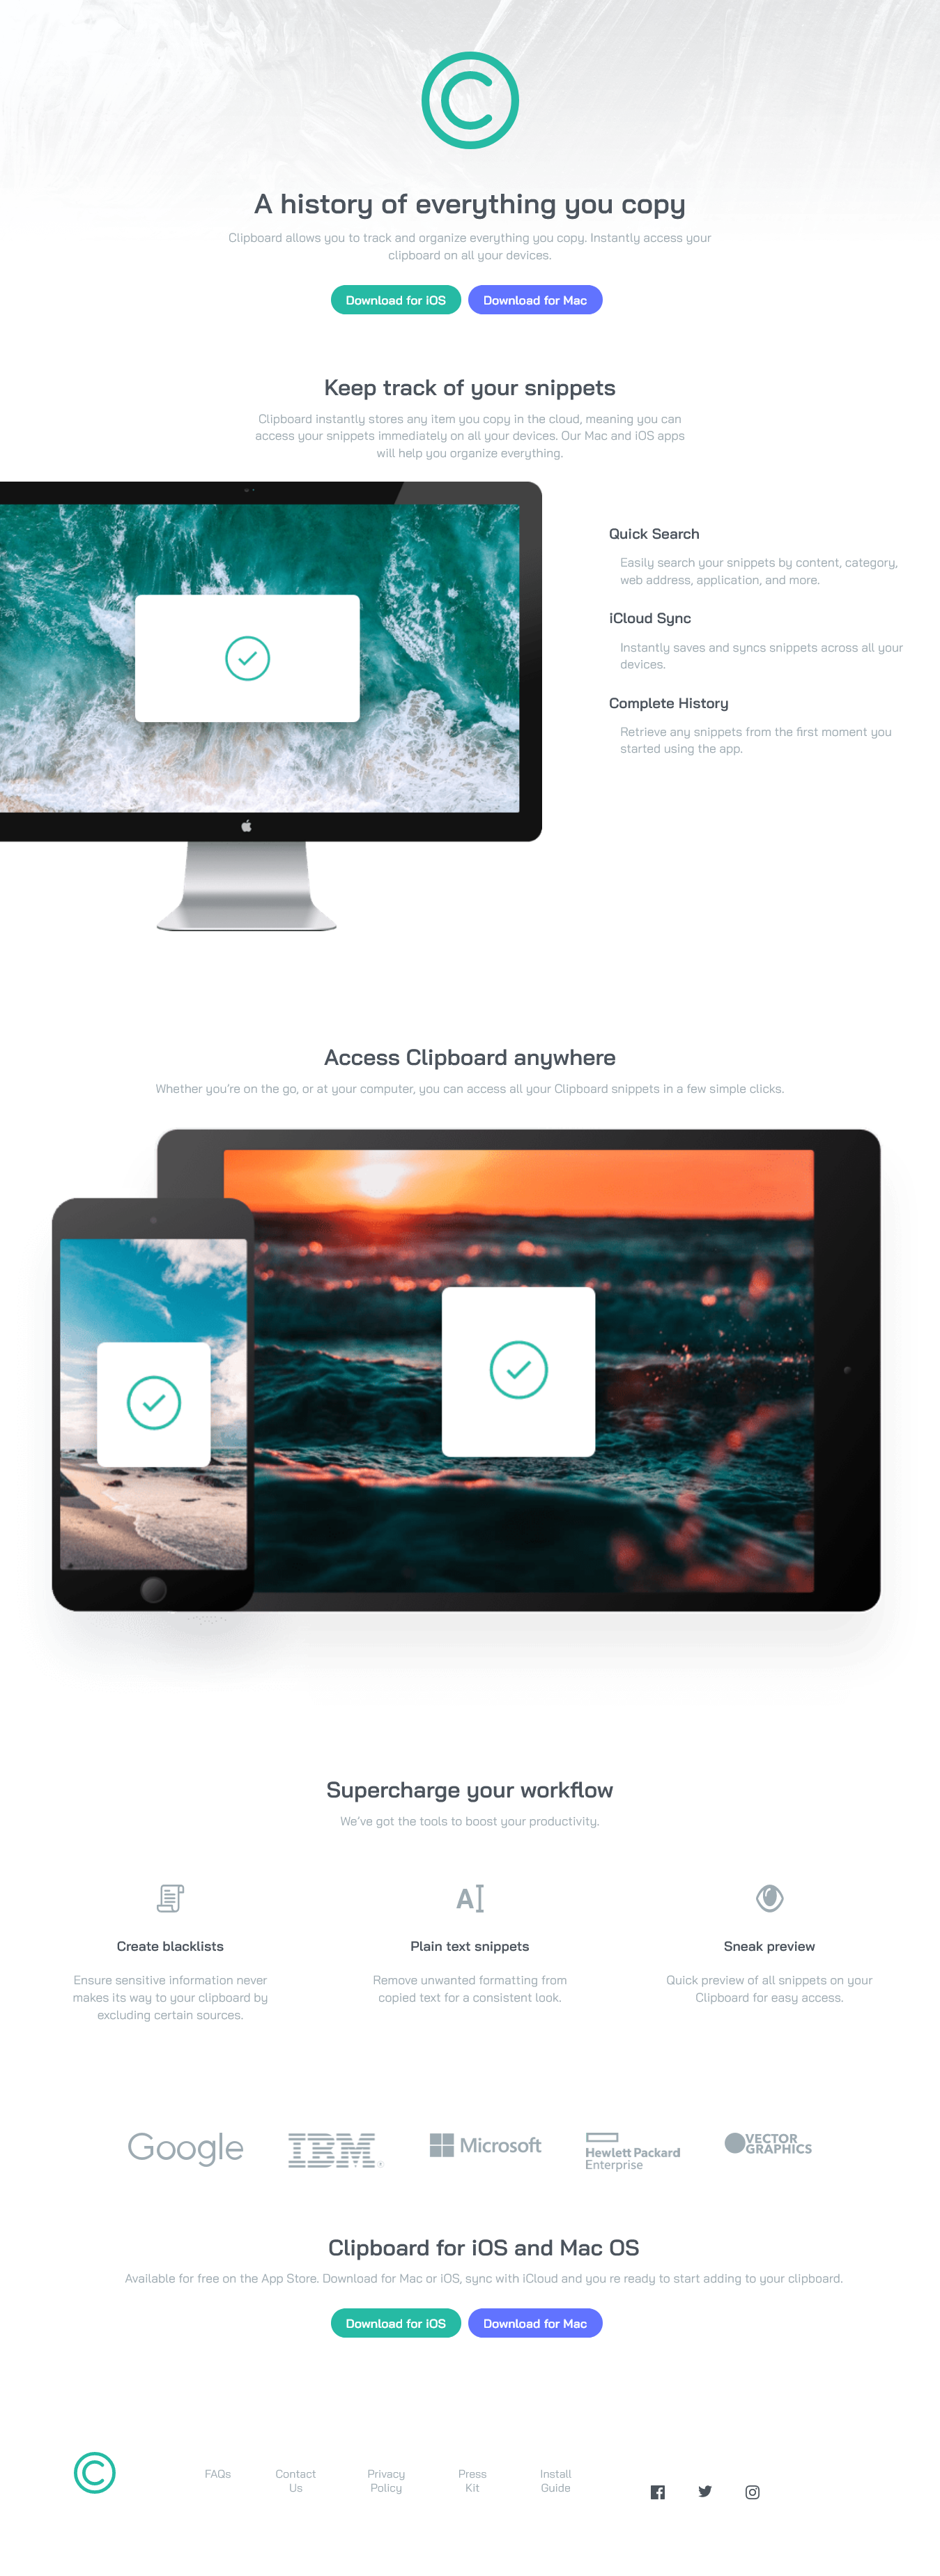 A history of everything you copy
Clipboard allows you to track and organize everything you copy. Instantly access your
clipboard on all your devices.
Download for iOS
Download for Mac
Keep track of your snippets
Clipboard instantly stores any item you copy in the cloud, meaning you can
access your snippets immediately on all your devices. Our Mac and iOS apps
will help you organize everything.
Quick Search
Easily search your snippets by content, category,
web address, application, and more.
iCloud Sync
Instantly saves and syncs snippets across all your
devices.
Complete History
Retrieve any snippets from the first moment you
started using the app.
Access Clipboard anywhere
Whether you're on the go, or at your computer, you can access all your Clipboard snippets in a few simple clicks.
Supercharge your workflow
We've got the tools to boost your productivity.
Create blacklists
Ensure sensitive information never
makes its way to your clipboard by
excluding certain sources.
Plain text snippets
Remove unwanted formatting from
copied text for a consistent look.
Sneak preview
Quick preview of all snippets on your
Clipboard for easy access.
Google
IBM
Microsoft
Hewlett Packard
Enterprise
VECTOR
GRAPHICS
Clipboard for iOS and Mac OS
Available for free on the App Store. Download for Mac or iOS, sync with iCloud and you re ready to start adding to your clipboard.
Download for iOS
Download for Mac
FAQs
Contact
Us
Privacy
Policy
Press
Kit
Install
Guide